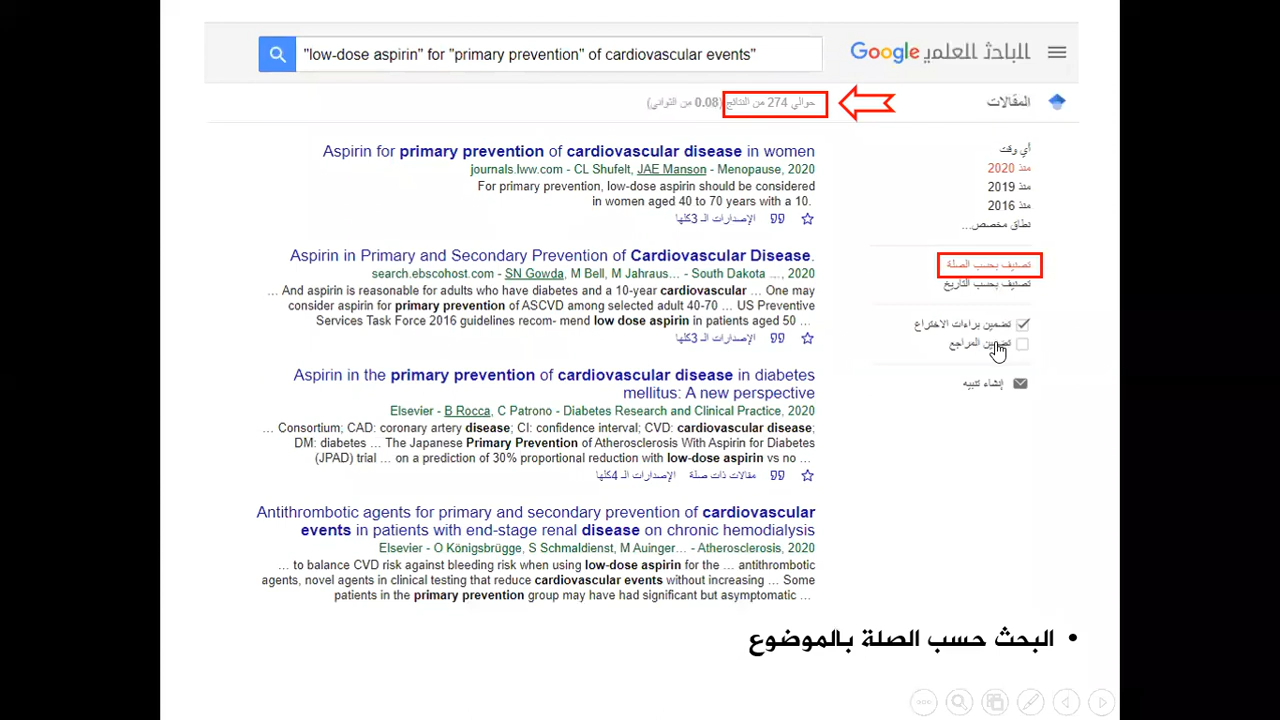 "low-dose aspirin" for "primary prevention" of cardiovascular events"
Google الباحث العلمي
المقالات
حوالي 274 من النتائج (0.08 من الثواني)
أي وقت
منذ 2020
منذ 2019
منذ 2016
نطاق مخصص...
تصنيف بحسب الصلة
تصنيف بحسب التاريخ
تضمين براءات الاختراع
تضمين المراجع
إنشاء تنبيه
Aspirin for primary prevention of cardiovascular disease in women
journals.lww.com - CL Shufelt, JAE Manson - Menopause, 2020
For primary prevention, low-dose aspirin should be considered
in women aged 40 to 70 years with a 10.
الإصدارات الـ 3كلها
Aspirin in Primary and Secondary Prevention of Cardiovascular Disease.
search.ebscohost.com - SN Gowda, M Bell, M Jahraus... - South Dakota ..., 2020
... And aspirin is reasonable for adults who have diabetes and a 10-year cardiovascular ... One may
consider aspirin for primary prevention of ASCVD among selected adult 40-70 ... US Preventive
Services Task Force 2016 guidelines recom- mend low dose aspirin in patients aged 50 ...
الإصدارات الـ 3كلها
Aspirin in the primary prevention of cardiovascular disease in diabetes
mellitus: A new perspective
Elsevier - B Rocca, C Patrono - Diabetes Research and Clinical Practice, 2020
... Consortium; CAD: coronary artery disease; CI: confidence interval; CVD: cardiovascular disease;
DM: diabetes ... The Japanese Primary Prevention of Atherosclerosis With Aspirin for Diabetes
(JPAD) trial ... on a prediction of 30% proportional reduction with low-dose aspirin vs no ...
مقالات ذات صلة الإصدارات الـ 4كلها
Antithrombotic agents for primary and secondary prevention of cardiovascular
events in patients with end-stage renal disease on chronic hemodialysis
Elsevier - O Königsbrügge, S Schmaldienst, M Auinger... - Atherosclerosis, 2020
... to balance CVD risk against bleeding risk when using low-dose aspirin for the ... antithrombotic
agents, novel agents in clinical testing that reduce cardiovascular events without increasing ... Some
patients in the primary prevention group may have had significant but asymptomatic ...
• البحث حسب الصلة بالموضوع